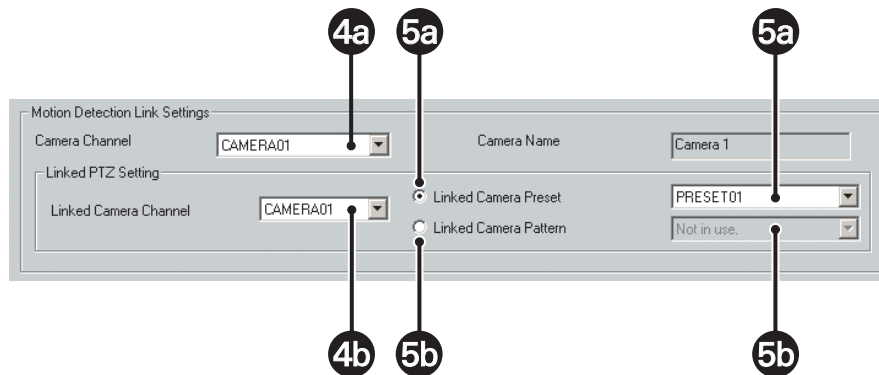 4a 5a 5a
Motion Detection Link Settings
Camera Channel CAMERA01 Camera Name Camera 1
Linked PTZ Setting
Linked Camera Channel CAMERA01 Linked Camera Preset PRESET01
Linked Camera Pattern Not in use.
4b 5b 5b